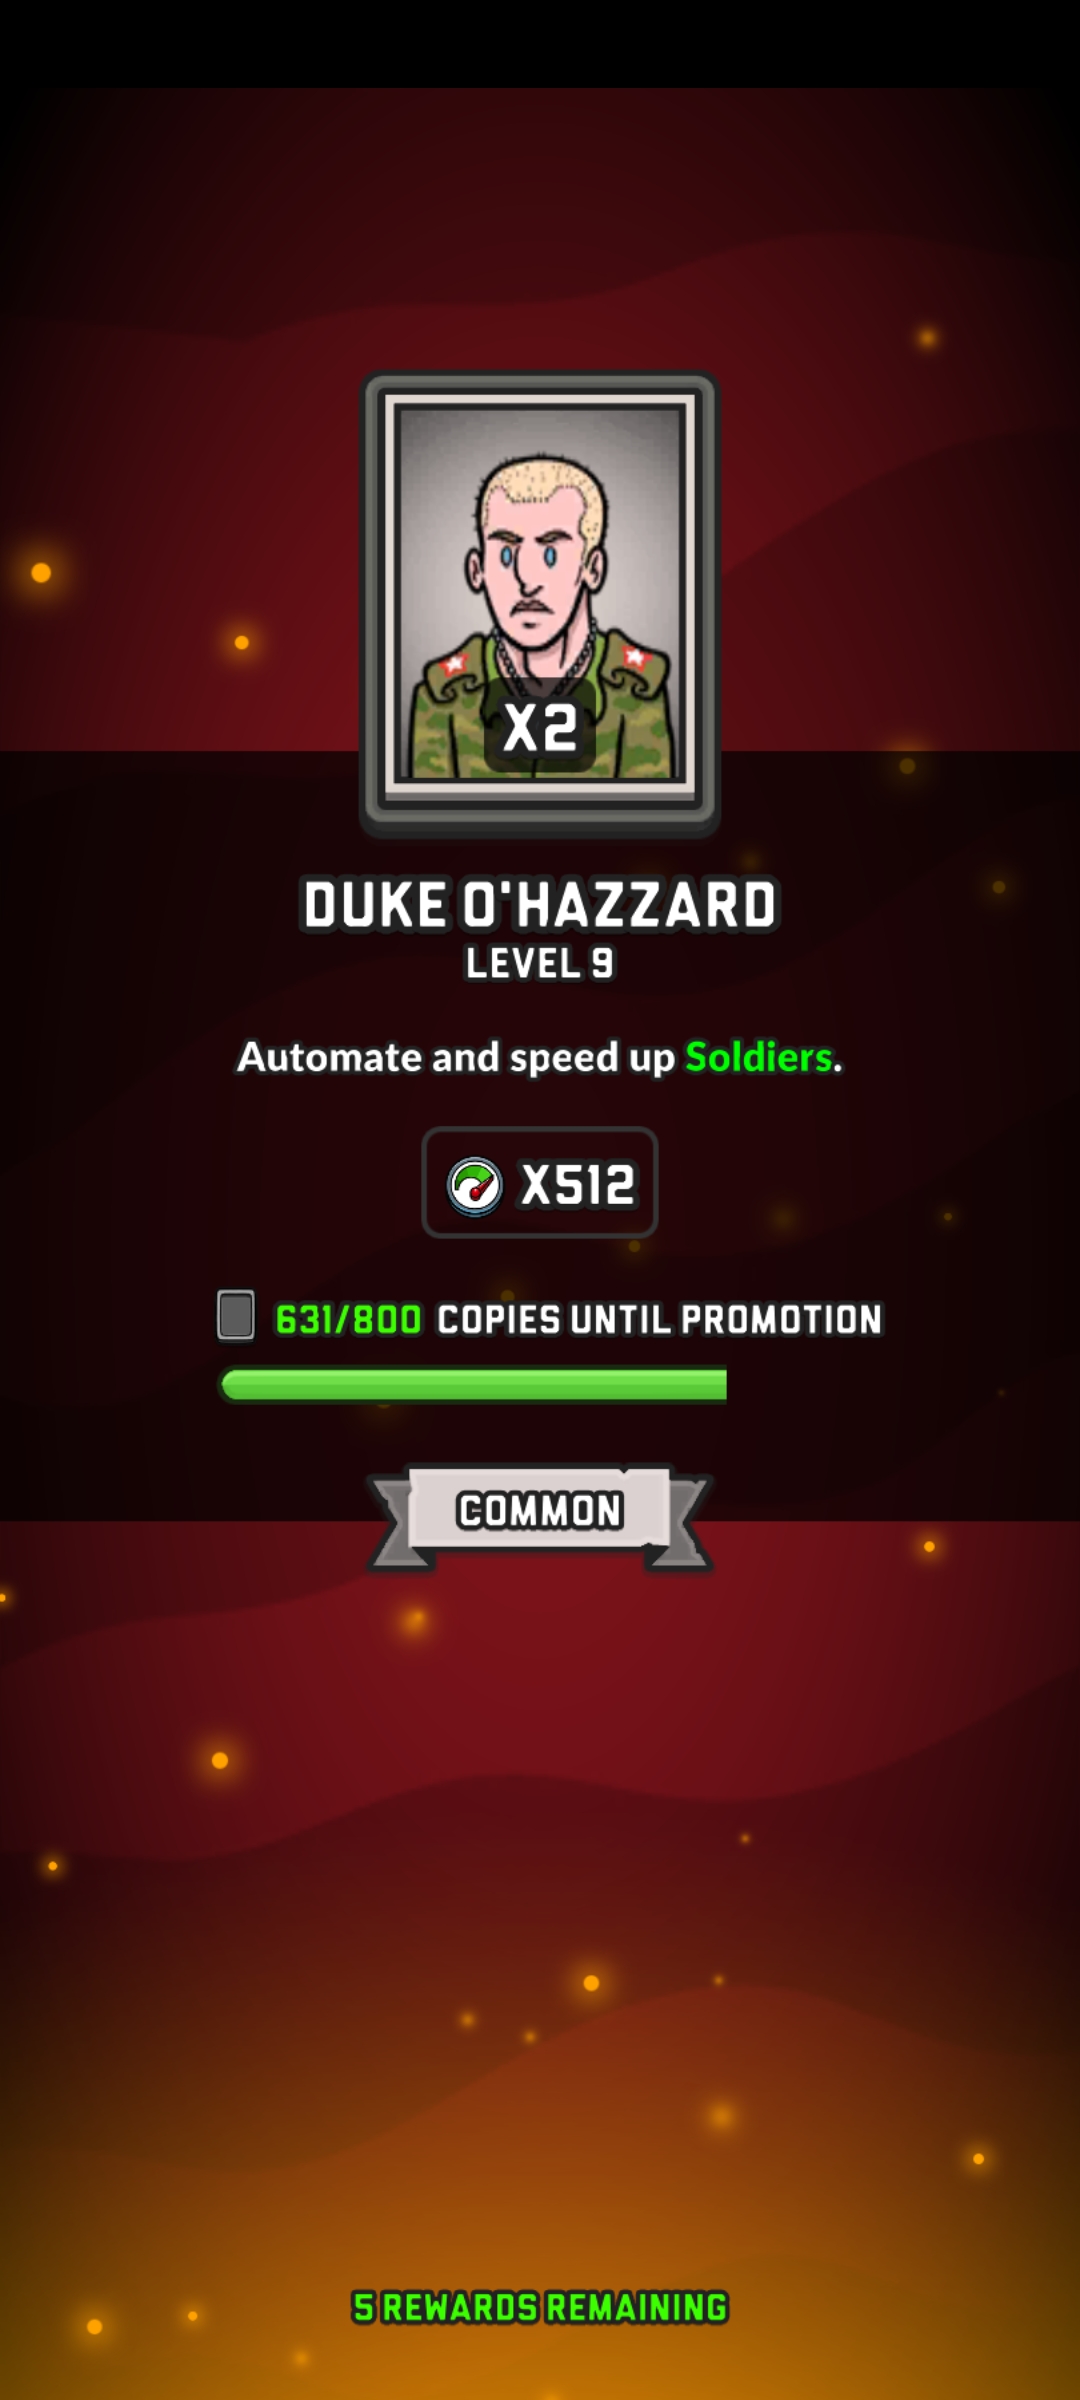 X2
DUKE O'HAZZARD
LEVEL 9
Automate and speed up Soldiers.
X512
631/800 COPIES UNTIL PROMOTION
COMMON
5 REWARDS REMAINING